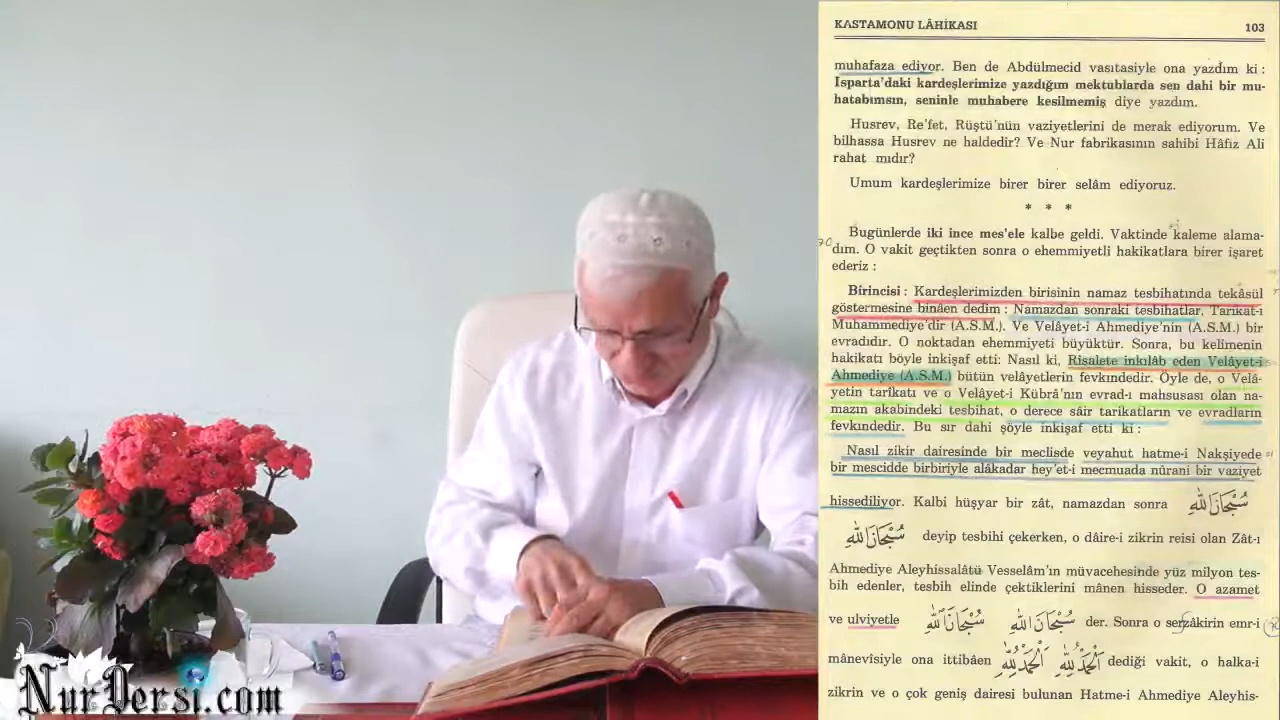 KASTAMONU LÂHİKASI 103
muhafaza ediyor. Ben de Abdülmecid vasıtasiyle ona yazdım ki :
Isparta'daki kardeşlerimize yazdığım mektublarda sen dahi bir mu-
hatabımsın, seninle muhabere kesilmemiş diye yazdım.
Husrev, Re'fet, Rüştü'nün vaziyetlerini de merak ediyorum. Ve
bilhassa Husrev ne haldedir? Ve Nur fabrikasının sahibi Hâfız Ali
rahat mıdır?
Umum kardeşlerimize birer birer selâm ediyoruz.
* * *
Bugünlerde iki ince mes'ele kalbe geldi. Vaktinde kaleme alama-
dım. O vakit geçtikten sonra o ehemmiyetli hakikatlara birer işaret
ederiz :
Birincisi : Kardeşlerimizden birisinin namaz tesbihatında tekâsül
göstermesine binâen dedim : Namazdan sonraki tesbihatlar, Tarikat-i
Muhammediye'dir (A.S.M.). Ve Velâyet-i Ahmediye'nin (A.S.M.) bir
evradıdır. O noktadan ehemmiyeti büyüktür. Sonra, bu kelimenin
hakikatı böyle inkişaf etti: Nasıl ki, Risalete inkılâb eden Velâyet-i
Ahmediye (A.S.M.) bütün velâyetlerin fevkındedir. Öyle de, o Velâ-
yetin tarîkatı ve o Velâyet-i Kübrâ'nın evrad-ı mahsusası olan na-
mazın akabindeki tesbihat, o derece sâir tarikatların ve evradların
fevkındedir. Bu sır dahi şöyle inkişaf etti ki :
Nasıl zikir dairesinde bir meclisde veyahut hatme-i Nakşiyede
bir mescidde birbiriyle alâkadar hey'et-i mecmuada nûrani bir vaziyet
hissediliyor. Kalbi hüşyar bir zât, namazdan sonra سُبْحَانَ اللّٰهِ
سُبْحَانَ اللّٰهِ deyip tesbihi çekerken, o dâire-i zikrin reisi olan Zât-ı
Ahmediye Aleyhissalâtü Vesselâm'ın müvacehesinde yüz milyon tes-
bih edenler, tesbih elinde çektiklerini mânen hisseder. O azamet
ve ulviyetle سُبْحَانَ اللّٰهِ سُبْحَانَ اللّٰهِ der. Sonra o serzâkirin emr-i
mânevîsiyle ona ittibâen اَلْحَمْدُ لِلّٰهِ اَلْحَمْدُ لِلّٰهِ dediği vakit, o halka-i
zikrin ve o çok geniş dairesi bulunan Hatme-i Ahmediye Aleyhis-
NurDersi.com